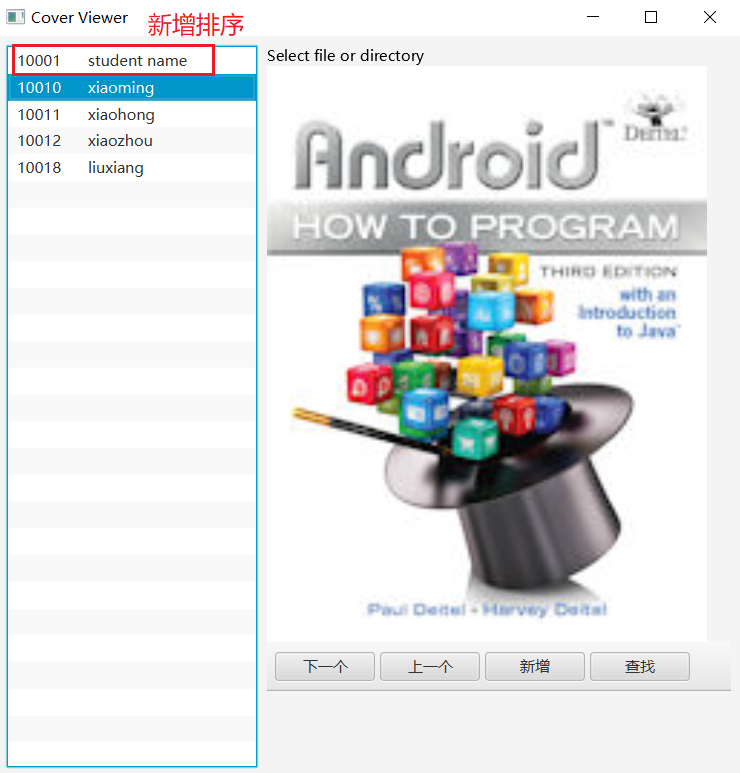 Cover Viewer
新增排序
10001 student name
10010 xiaoming
10011 xiaohong
10012 xiaozhou
10018 liuxiang
Select file or directory
DEITEL
Android™
HOW TO PROGRAM
THIRD EDITION
with an
Introduction
to Java™
Paul Deitel • Harvey Deitel
下一个
上一个
新增
查找